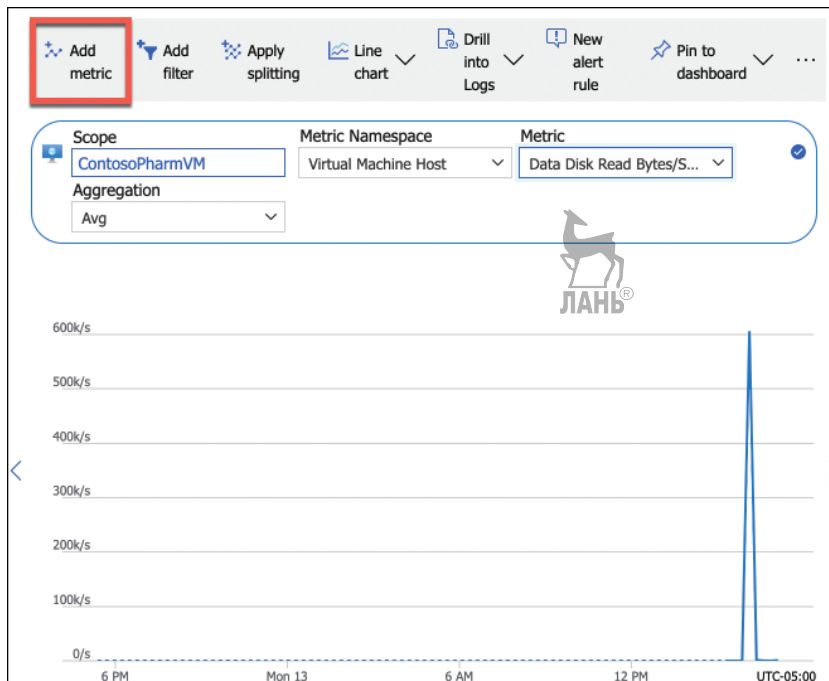 Add metric
Add filter
Apply splitting
Line chart
Drill into Logs
New alert rule
Pin to dashboard
...
Scope
Metric Namespace
Metric
ContosoPharmVM
Virtual Machine Host
Data Disk Read Bytes/S...
Aggregation
Avg
ЛАНЬ®
600k/s
500k/s
400k/s
300k/s
200k/s
100k/s
0/s
6 PM
Mon 13
6 AM
12 PM
UTC-05:00